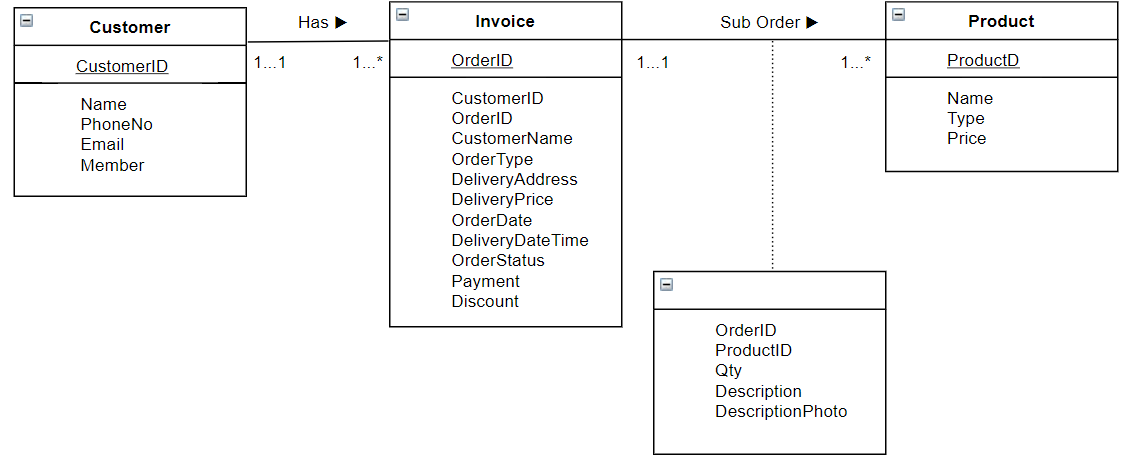 Customer
CustomerID
Name
PhoneNo
Email
Member
Has ▶
1...1
1...*
Invoice
OrderID
CustomerID
OrderID
CustomerName
OrderType
DeliveryAddress
DeliveryPrice
OrderDate
DeliveryDateTime
OrderStatus
Payment
Discount
Sub Order ▶
1...1
1...*
Product
ProductD
Name
Type
Price
OrderID
ProductID
Qty
Description
DescriptionPhoto